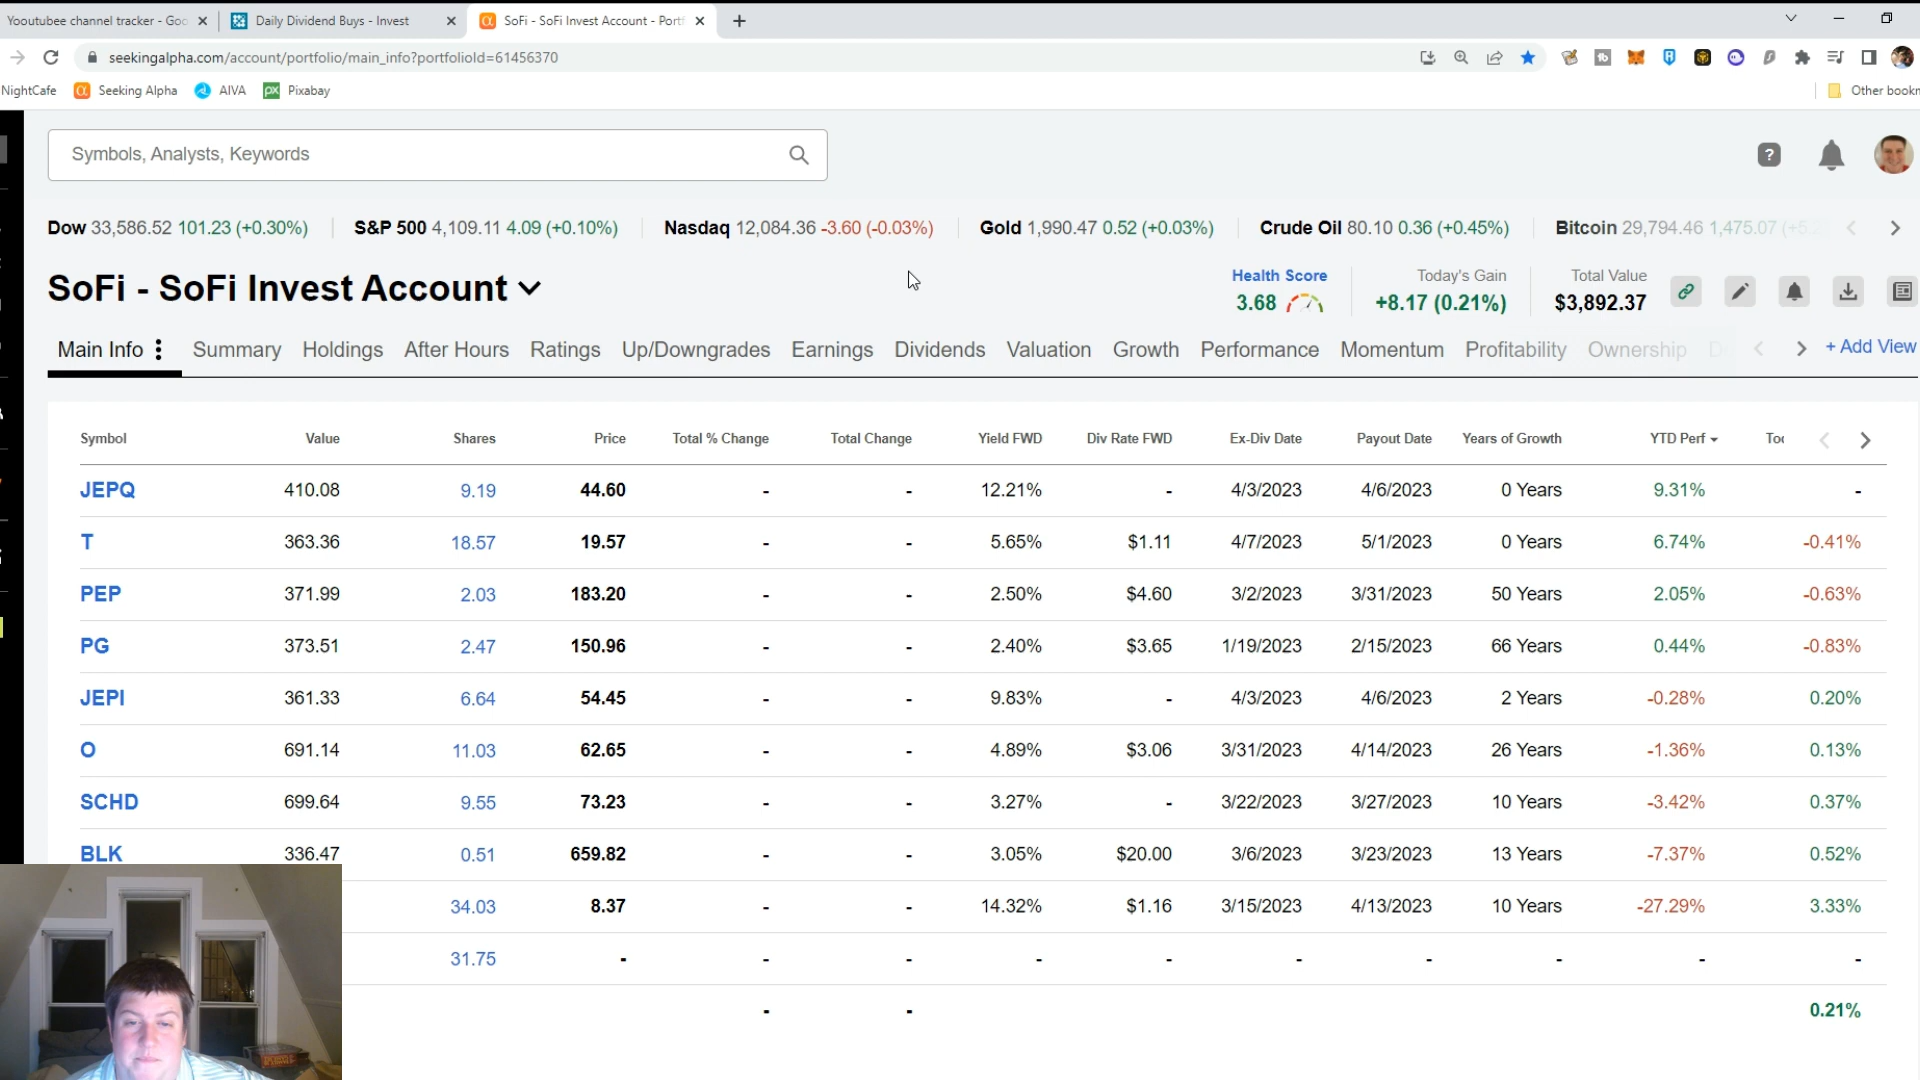 Yooutubee channel tracker - Goo
Daily Dividend Buys - Invest
SoFi - SoFi Invest Account - Portf
seekingalpha.com/account/portfolio/main_info?portfolioId=61456370
NightCafe
Seeking Alpha
AIVA
px Pixabay
Other bookn
Symbols, Analysts, Keywords
Dow 33,586.52 101.23 (+0.30%)
S&P 500 4,109.11 4.09 (+0.10%)
Nasdaq 12,084.36 -3.60 (-0.03%)
Gold 1,990.47 0.52 (+0.03%)
Crude Oil 80.10 0.36 (+0.45%)
Bitcoin 29,794.46 1,475.07
SoFi - SoFi Invest Account
Health Score
3.68
Today's Gain
+8.17 (0.21%)
Total Value
$3,892.37
Main Info Summary Holdings After Hours Ratings Up/Downgrades Earnings Dividends Valuation Growth Performance Momentum Profitability Ownership + Add View
Symbol Value Shares Price Total % Change Total Change Yield FWD Div Rate FWD Ex-Div Date Payout Date Years of Growth YTD Perf Toc
JEPQ 410.08 9.19 44.60 - - 12.21% - 4/3/2023 4/6/2023 0 Years 9.31% -
T 363.36 18.57 19.57 - - 5.65% $1.11 4/7/2023 5/1/2023 0 Years 6.74% -0.41%
PEP 371.99 2.03 183.20 - - 2.50% $4.60 3/2/2023 3/31/2023 50 Years 2.05% -0.63%
PG 373.51 2.47 150.96 - - 2.40% $3.65 1/19/2023 2/15/2023 66 Years 0.44% -0.83%
JEPI 361.33 6.64 54.45 - - 9.83% - 4/3/2023 4/6/2023 2 Years -0.28% 0.20%
O 691.14 11.03 62.65 - - 4.89% $3.06 3/31/2023 4/14/2023 26 Years -1.36% 0.13%
SCHD 699.64 9.55 73.23 - - 3.27% - 3/22/2023 3/27/2023 10 Years -3.42% 0.37%
BLK 336.47 0.51 659.82 - - 3.05% $20.00 3/6/2023 3/23/2023 13 Years -7.37% 0.52%
34.03 8.37 - - 14.32% $1.16 3/15/2023 4/13/2023 10 Years -27.29% 3.33%
31.75 - - - - - - - - - -
- - 0.21%